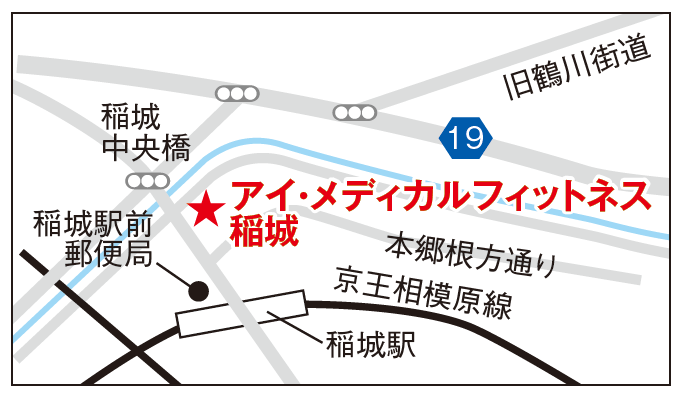 旧鶴川街道
稲城
中央橋
19
アイ・メディカルフィットネス
稲城
稲城駅前
郵便局
本郷根方通り
京王相模原線
稲城駅